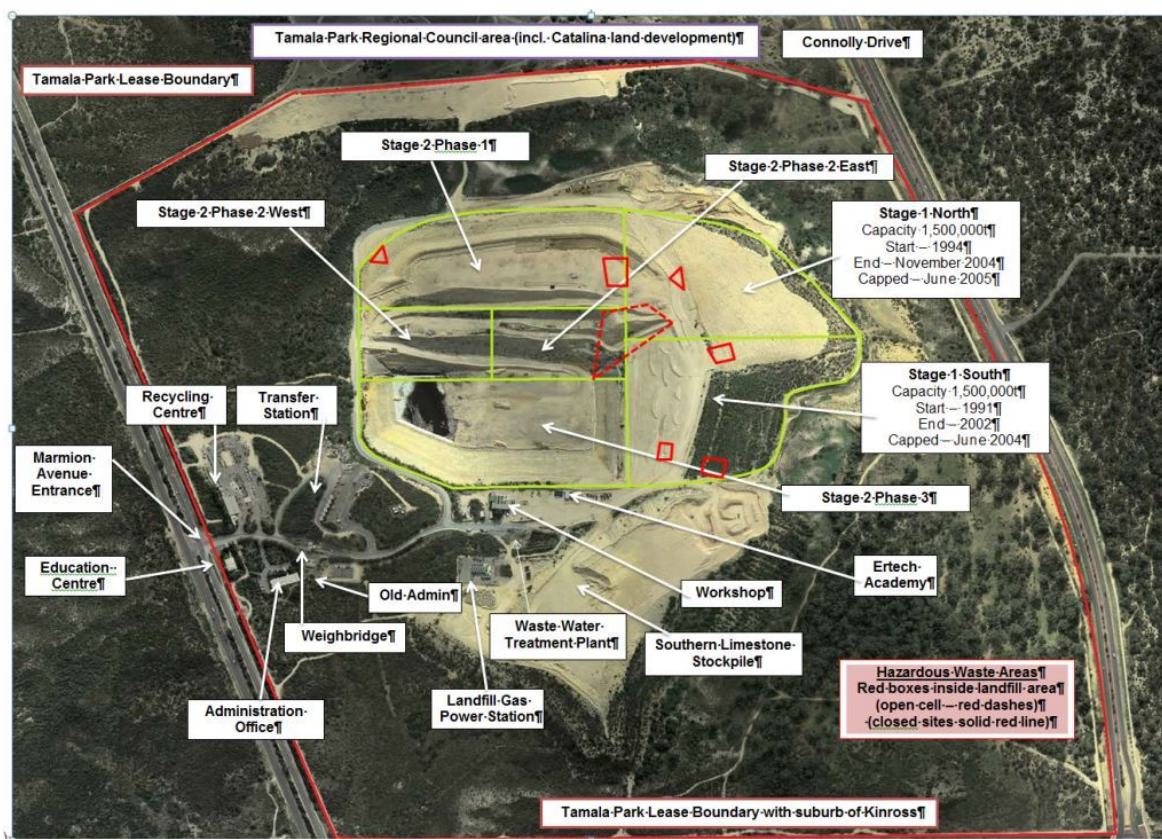 Tamala·Park·Regional·Council·area·(incl.·Catalina·land·development)¶
Connolly·Drive¶
Tamala·Park·Lease·Boundary¶
Stage·2·Phase·1¶
Stage·2·Phase·2·East¶
Stage·2·Phase·2·West¶
Stage·1·North¶
Capacity·1,500,000t¶
Start·–·1994¶
End·–·November·2004¶
Capped·–·June·2005¶
Stage·1·South¶
Capacity·1,500,000t¶
Start·–·1991¶
End·–·2002¶
Capped·–·June·2004¶
Recycling·
Centre¶
Transfer·
Station¶
Marmion·
Avenue·
Entrance¶
Stage·2·Phase·3¶
Education··
Centre¶
Old·Admin¶
Weighbridge¶
Administration·
Office¶
Landfill·Gas·
Power·Station¶
Waste·Water·
Treatment·Plant¶
Workshop¶
Southern·Limestone·
Stockpile¶
Ertech·
Academy¶
Hazardous·Waste·Areas¶
Red·boxes·inside·landfill·area¶
(open·cell·–·red·dashes)¶
·(closed·sites·solid·red·line)¶
Tamala·Park·Lease·Boundary·with·suburb·of·Kinross¶